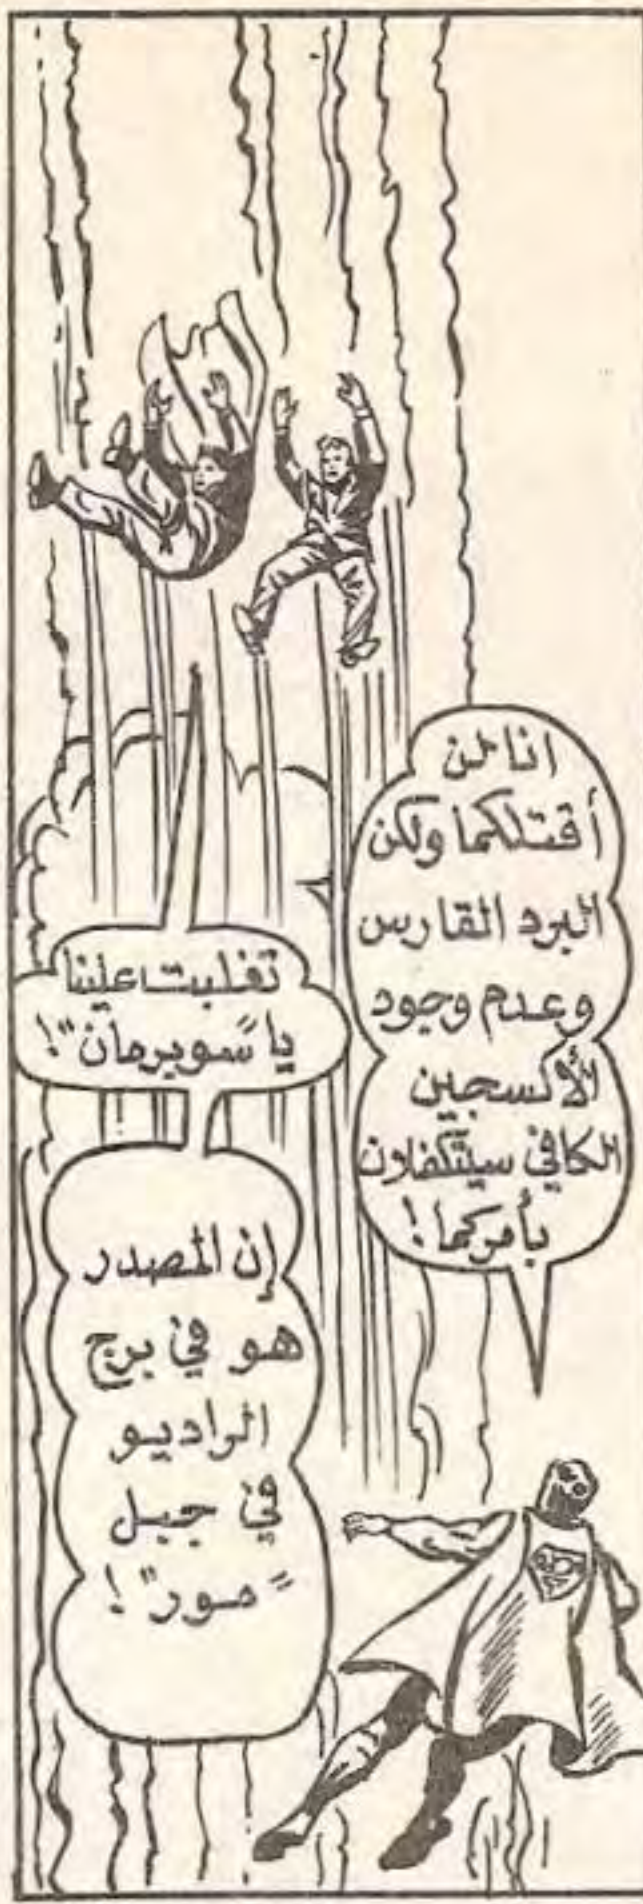 انا لن
أقتلكما ولكن
البرد القارس
وعدم وجود
الأكسجين
الكافي سيتكفلان
بأمركما!
تغلبت علينا
يا "سوبرمان"!
إن المصدر
هو في برج
الراديو
في جبل
"مور"!